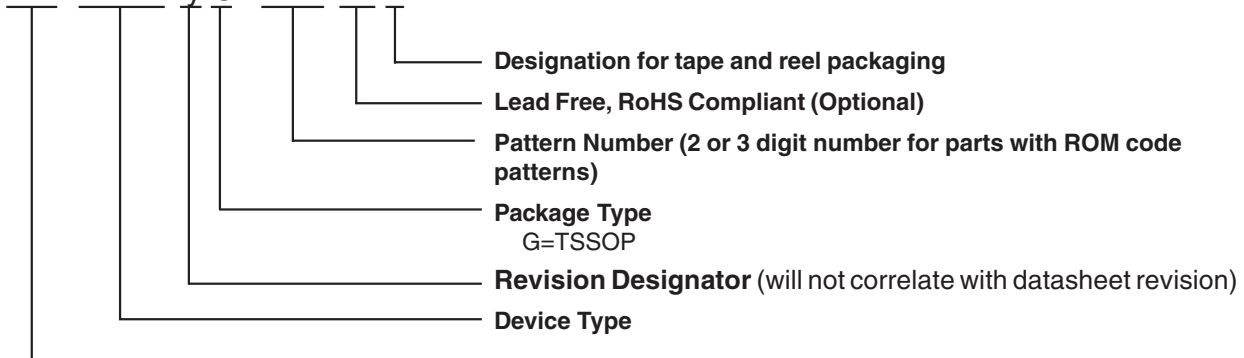 Designation for tape and reel packaging
Lead Free, RoHS Compliant (Optional)
Pattern Number (2 or 3 digit number for parts with ROM code
patterns)
Package Type
G=TSSOP
Revision Designator (will not correlate with datasheet revision)
Device Type